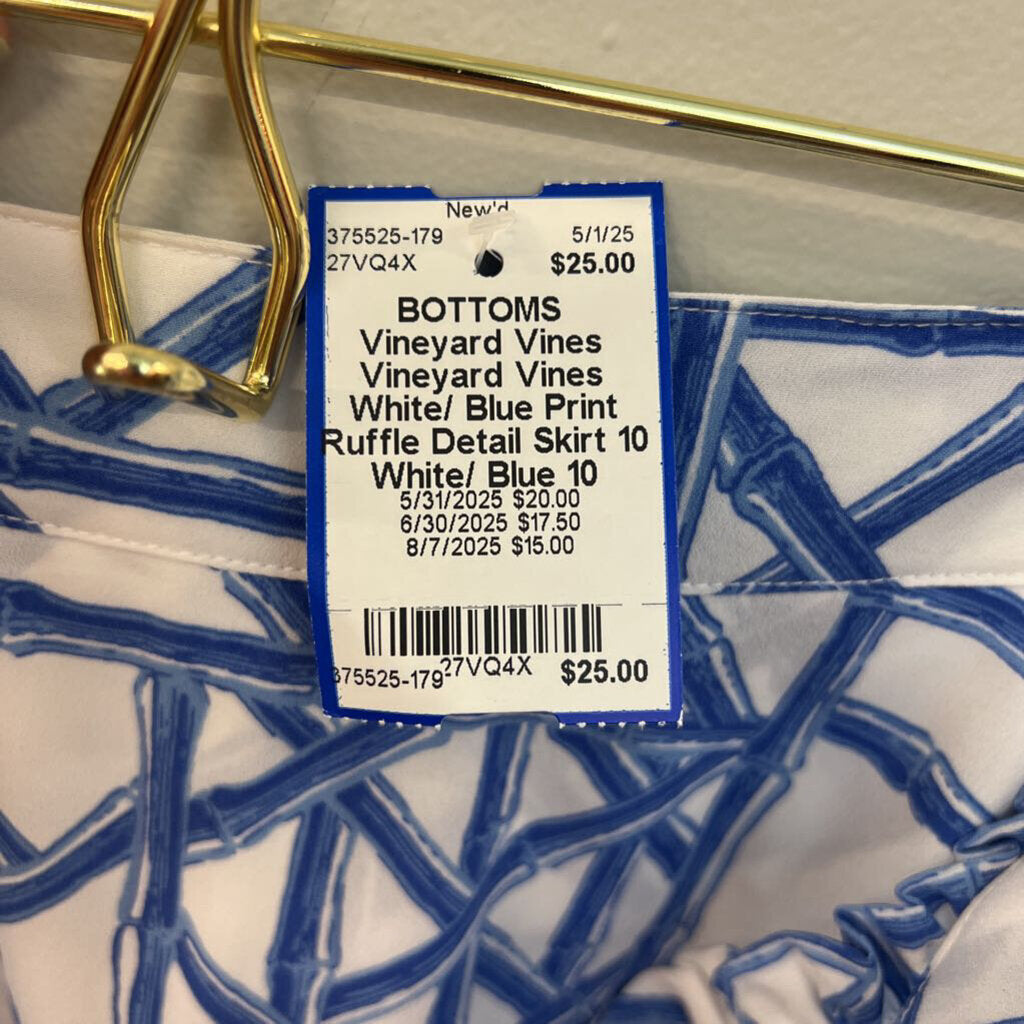 New'd
375525-179 5/1/25
27VQ4X $25.00
BOTTOMS
Vineyard Vines
Vineyard Vines
White/ Blue Print
Ruffle Detail Skirt 10
White/ Blue 10
5/31/2025 $20.00
6/30/2025 $17.50
8/7/2025 $15.00
375525-179 27VQ4X $25.00